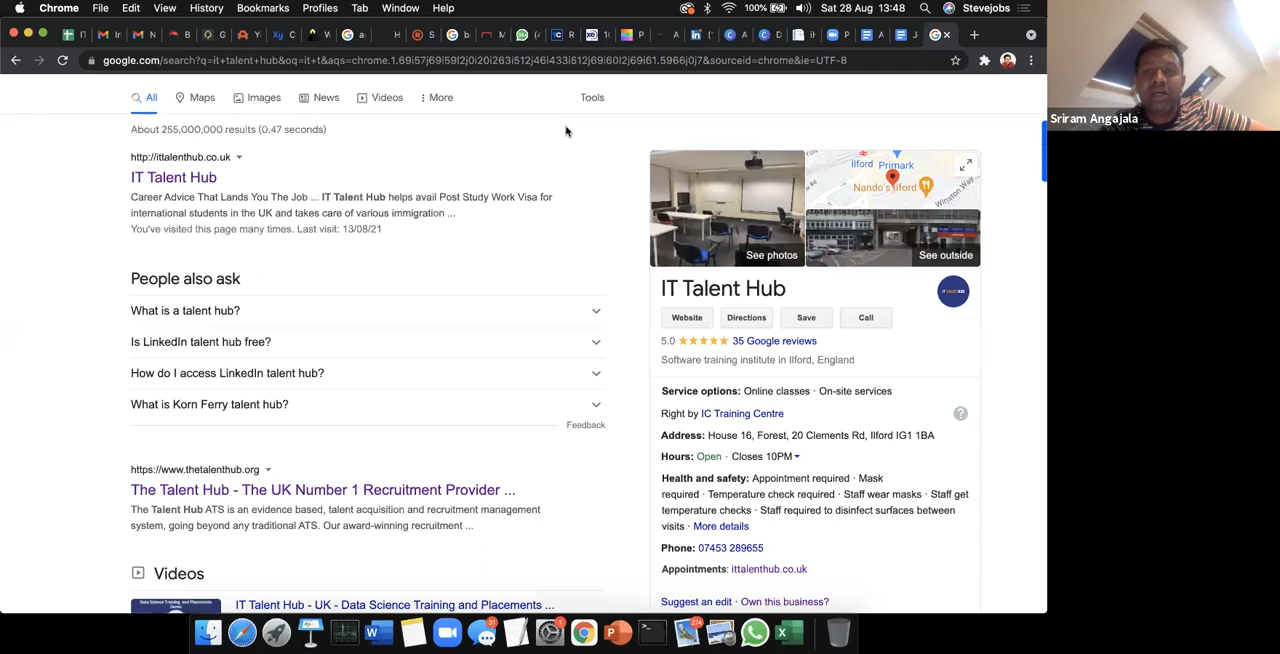 Chrome File Edit View History Bookmarks Profiles Tab Window Help 100% Sat 28 Aug 13:48 Stevejobs
google.com/search?q=it+talent+hub&oq=it+t&aqs=chrome.1.69i57j69i59l2j0i20i263i512j46i433i512j69i60l2j69i61.5966j0j7&sourceid=chrome&ie=UTF-8
Sriram Angajala
All Maps Images News Videos More Tools
About 255,000,000 results (0.47 seconds)
http://ittalenthub.co.uk
IT Talent Hub
Career Advice That Lands You The Job ... IT Talent Hub helps avail Post Study Work Visa for
international students in the UK and takes care of various immigration ...
You've visited this page many times. Last visit: 13/08/21
People also ask
What is a talent hub?
Is LinkedIn talent hub free?
How do I access LinkedIn talent hub?
What is Korn Ferry talent hub?
Feedback
https://www.thetalenthub.org
The Talent Hub - The UK Number 1 Recruitment Provider ...
The Talent Hub ATS is an evidence based, talent acquisition and recruitment management
system, going beyond any traditional ATS. Our award-winning recruitment ...
Videos
Data Science Training and Placements
IT Talent Hub - UK - Data Science Training and Placements ...
Ilford Primark
Nando's Ilford
Winston Way
See photos
See outside
IT Talent Hub
IT TALENT HUB
Website Directions Save Call
5.0 35 Google reviews
Software training institute in Ilford, England
Service options: Online classes · On-site services
Right by IC Training Centre
Address: House 16, Forest, 20 Clements Rd, Ilford IG1 1BA
Hours: Open · Closes 10PM
Health and safety: Appointment required · Mask
required · Temperature check required · Staff wear masks · Staff get
temperature checks · Staff required to disinfect surfaces between
visits · More details
Phone: 07453 289655
Appointments: ittalenthub.co.uk
Suggest an edit · Own this business?